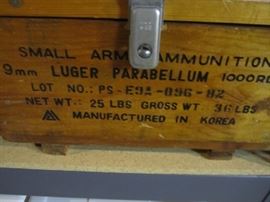 SMALL ARMS AMMUNITION
9mm LUGER PARABELLUM 1000RD
LOT NO.: PS-E9A-096-82
NET WT.: 25 LBS GROSS WT. 36 LBS
MANUFACTURED IN KOREA